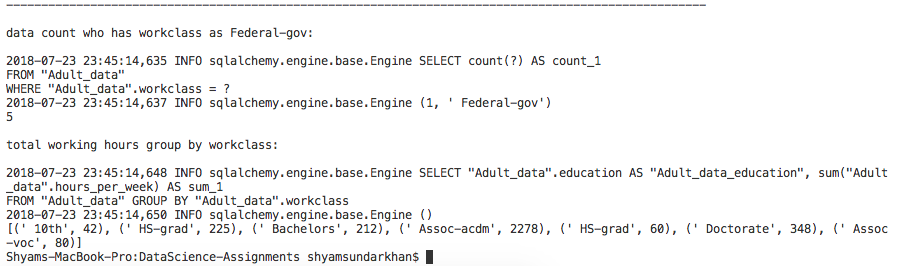 --------------------------------------------------------------------------------------------------------
data count who has workclass as Federal-gov:
2018-07-23 23:45:14,635 INFO sqlalchemy.engine.base.Engine SELECT count(?) AS count_1
FROM "Adult_data"
WHERE "Adult_data".workclass = ?
2018-07-23 23:45:14,637 INFO sqlalchemy.engine.base.Engine (1, ' Federal-gov')
5
total working hours group by workclass:
2018-07-23 23:45:14,648 INFO sqlalchemy.engine.base.Engine SELECT "Adult_data".education AS "Adult_data_education", sum("Adult
_data".hours_per_week) AS sum_1
FROM "Adult_data" GROUP BY "Adult_data".workclass
2018-07-23 23:45:14,650 INFO sqlalchemy.engine.base.Engine ()
[(' 10th', 42), (' HS-grad', 225), (' Bachelors', 212), (' Assoc-acdm', 2278), (' HS-grad', 60), (' Doctorate', 348), (' Assoc
-voc', 80)]
Shyams-MacBook-Pro:DataScience-Assignments shyamsundarkhan$